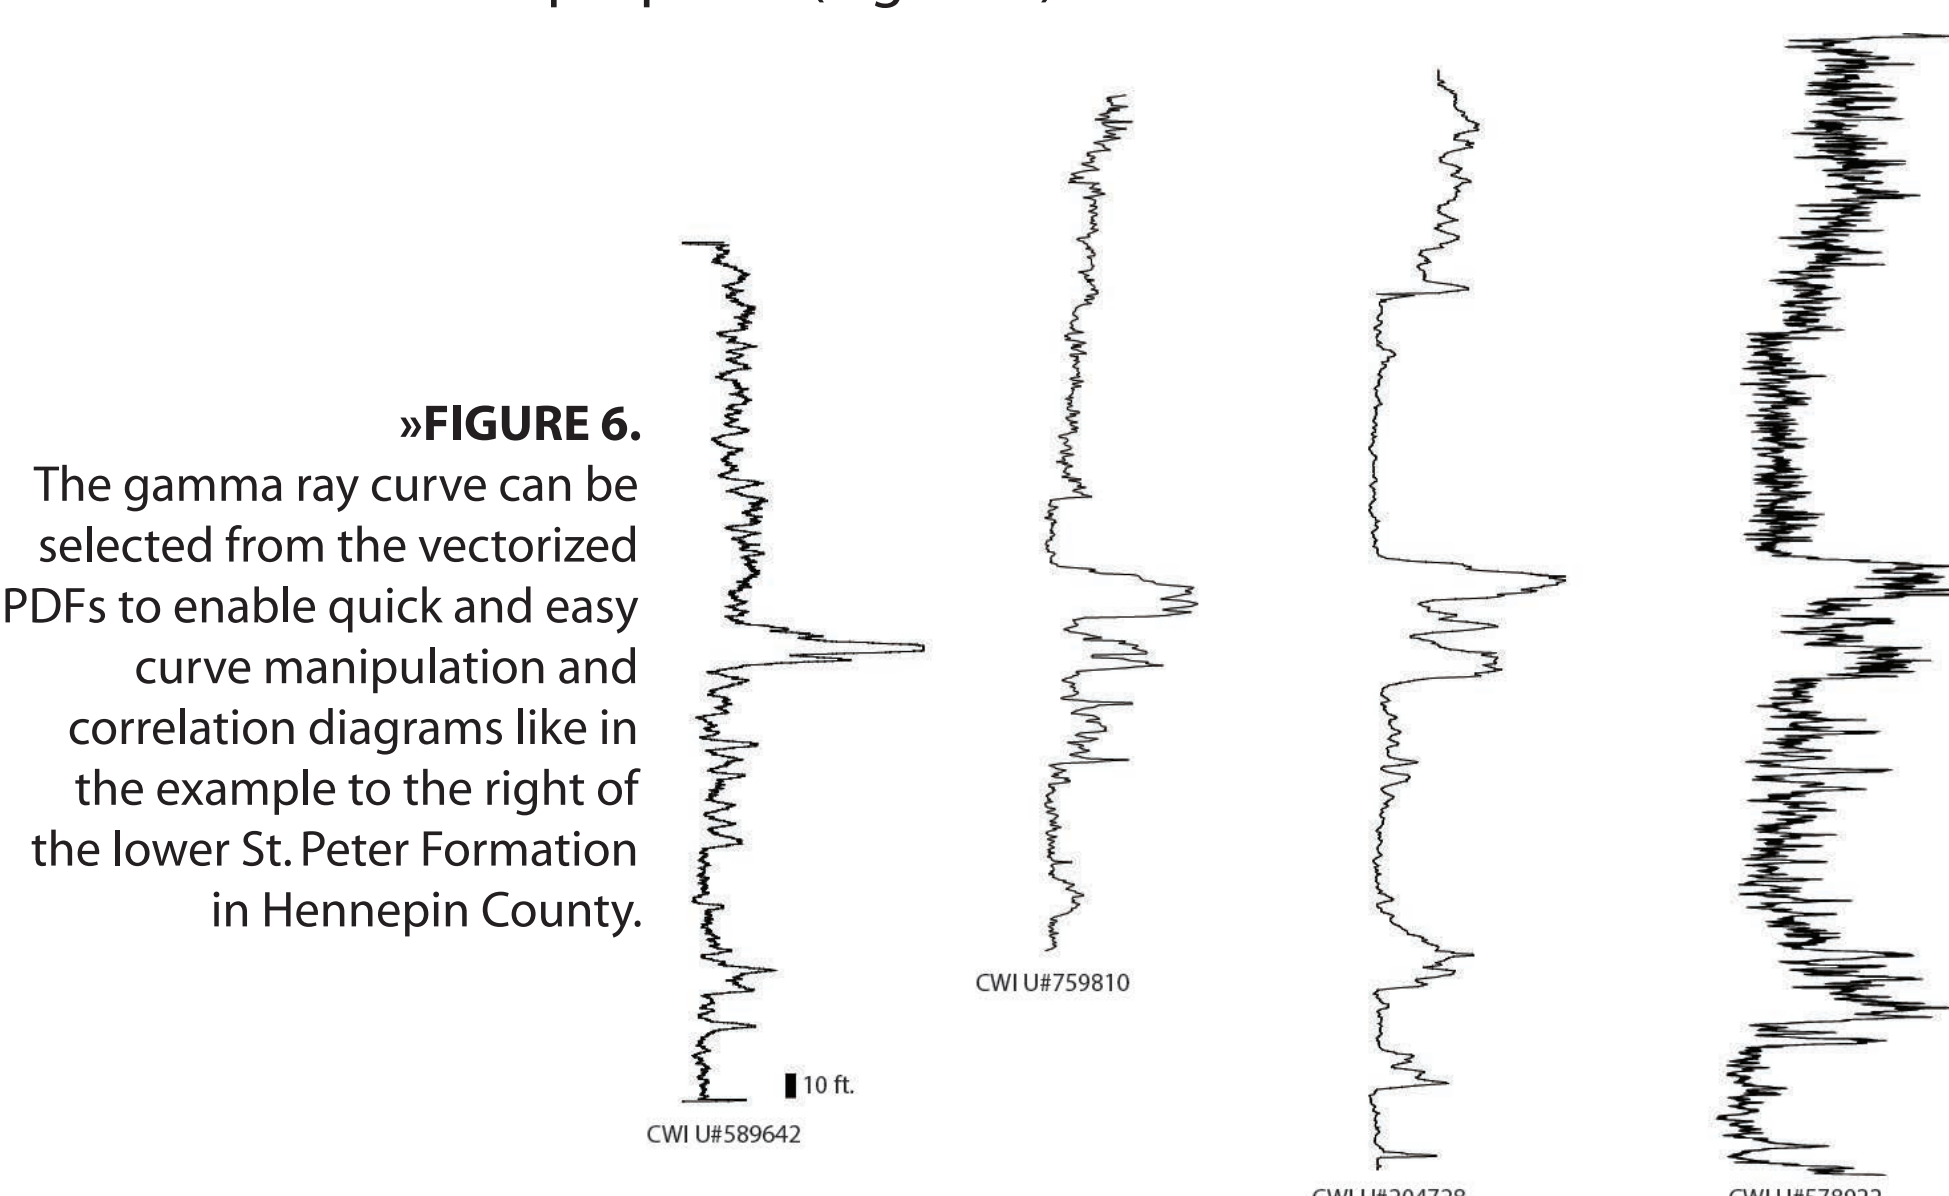 »FIGURE 6.
The gamma ray curve can be
selected from the vectorized
PDFs to enable quick and easy
curve manipulation and
correlation diagrams like in
the example to the right of
the lower St. Peter Formation
in Hennepin County.
CWI U#759810
10 ft.
CWI U#589642